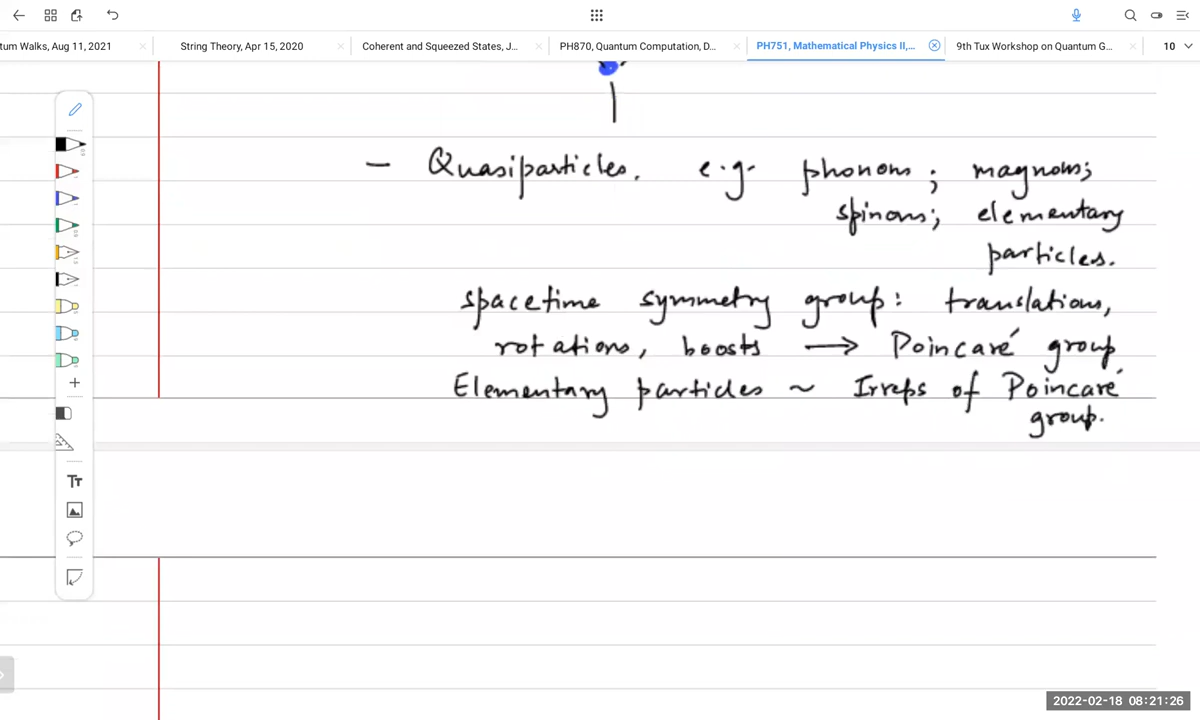 tum Walks, Aug 11, 2021
String Theory, Apr 15, 2020
Coherent and Squeezed States, J...
PH870, Quantum Computation, D...
PH751, Mathematical Physics II,...
9th Tux Workshop on Quantum G...
10
– Quasiparticles. e.g. phonons; magnons;
spinons; elementary
particles.
spacetime symmetry group: translations,
rotations, boosts → Poincaré group
Elementary particles ~ Irreps of Poincaré
group.
TT
2022-02-18 08:21:26